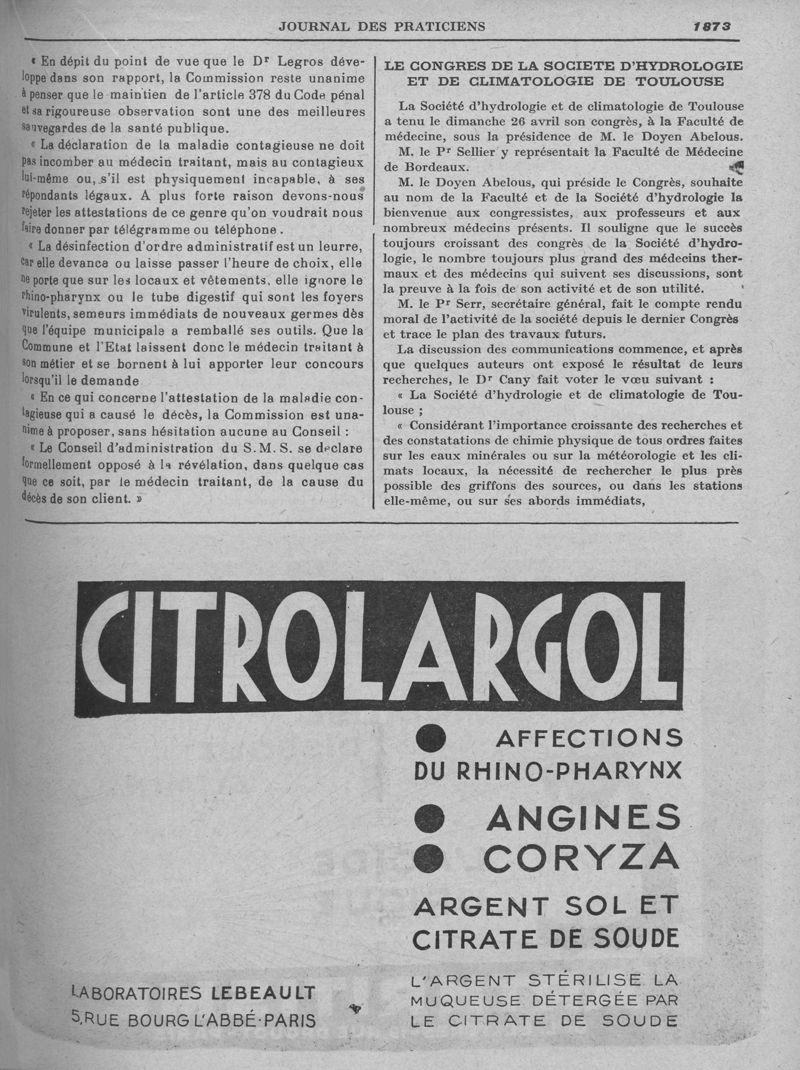 JOURNAL DES PRATICIENS 1873
« En dépit du point de vue que le Dr Legros déve-
loppe dans son rapport, la Commission reste unanime
à penser que le maintien de l'article 378 du Code pénal
et sa rigoureuse observation sont une des meilleures
sauvegardes de la santé publique.
« La déclaration de la maladie contagieuse ne doit
pas incomber au médecin traitant, mais au contagieux
lui-même ou, s'il est physiquement incapable, à ses
répondants légaux. A plus forte raison devons-nous
rejeter les attestations de ce genre qu'on voudrait nous
faire donner par télégramme ou téléphone.
« La désinfection d'ordre administratif est un leurre,
car elle devance ou laisse passer l'heure de choix, elle
ne porte que sur les locaux et vêtements, elle ignore le
rhino-pharynx ou le tube digestif qui sont les foyers
virulents, semeurs immédiats de nouveaux germes dès
que l'équipe municipale a remballé ses outils. Que la
Commune et l'Etat laissent donc le médecin traitant à
son métier et se bornent à lui apporter leur concours
lorsqu'il le demande
« En ce qui concerne l'attestation de la maladie con-
tagieuse qui a causé le décès, la Commission est una-
nime à proposer, sans hésitation aucune au Conseil :
« Le Conseil d'administration du S. M. S. se declare
formellement opposé à la révélation, dans quelque cas
que ce soit, par le médecin traitant, de la cause du
décès de son client. »
LE CONGRES DE LA SOCIETE D'HYDROLOGIE
ET DE CLIMATOLOGIE DE TOULOUSE
La Société d'hydrologie et de climatologie de Toulouse
a tenu le dimanche 26 avril son congrès, à la Faculté de
médecine, sous la présidence de M. le Doyen Abelous.
M. le Pr Sellier y représentait la Faculté de Médecine
de Bordeaux.
M. le Doyen Abelous, qui préside le Congrès, souhaite
au nom de la Faculté et de la Société d'hydrologie la
bienvenue aux congressistes, aux professeurs et aux
nombreux médecins présents. Il souligne que le succès
toujours croissant des congrès de la Société d'hydro-
logie, le nombre toujours plus grand des médecins ther-
maux et des médecins qui suivent ses discussions, sont
la preuve à la fois de son activité et de son utilité.
M. le Pr Serr, secrétaire général, fait le compte rendu
moral de l'activité de la société depuis le dernier Congrès
et trace le plan des travaux futurs.
La discussion des communications commence, et après
que quelques auteurs ont exposé le résultat de leurs
recherches, le Dr Cany fait voter le vœu suivant :
« La Société d'hydrologie et de climatologie de Tou-
louse ;
« Considérant l'importance croissante des recherches et
des constatations de chimie physique de tous ordres faites
sur les eaux minérales ou sur la météorologie et les cli-
mats locaux, la nécessité de rechercher le plus près
possible des griffons des sources, ou dans les stations
elle-même, ou sur ses abords immédiats,
CITROLARGOL
● AFFECTIONS
DU RHINO-PHARYNX
● ANGINES
● CORYZA
ARGENT SOL ET
CITRATE DE SOUDE
LABORATOIRES LEBEAULT
5, RUE BOURG L'ABBÉ-PARIS
L'ARGENT STÉRILISE LA
MUQUEUSE DÉTERGÉE PAR
LE CITRATE DE SOUDE